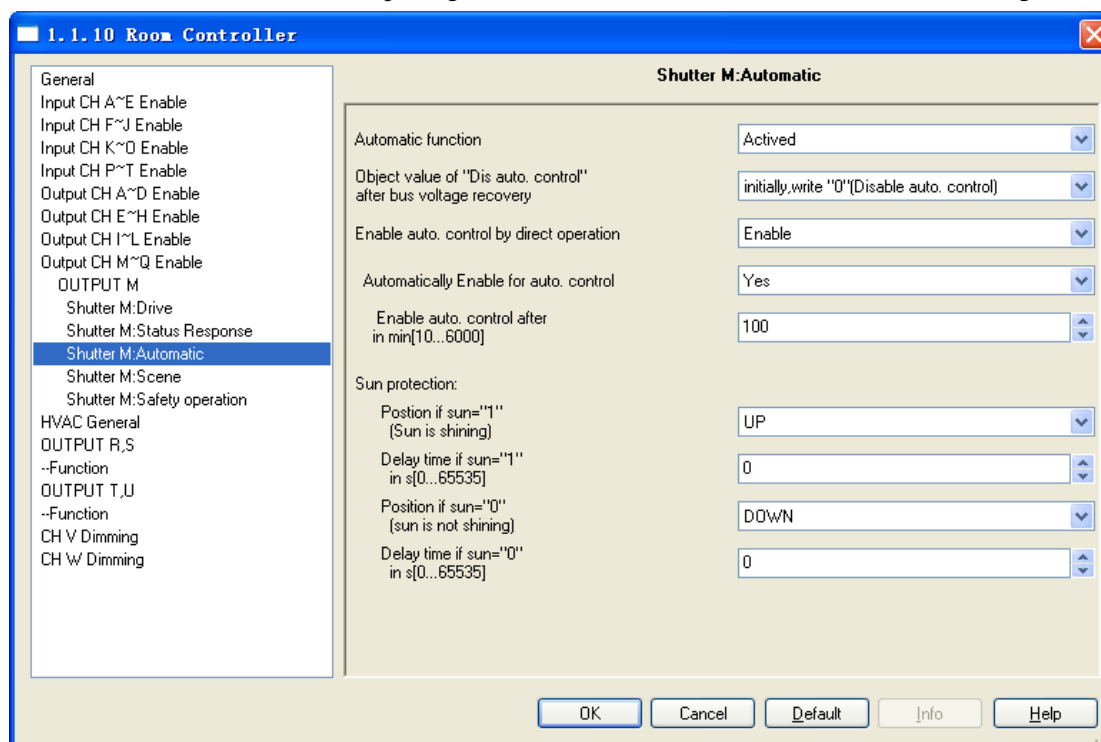 1.1.10 Room Controller
General
Input CH A~E Enable
Input CH F~J Enable
Input CH K~O Enable
Input CH P~T Enable
Output CH A~D Enable
Output CH E~H Enable
Output CH I~L Enable
Output CH M~Q Enable
OUTPUT M
Shutter M:Drive
Shutter M:Status Response
Shutter M:Automatic
Shutter M:Scene
Shutter M:Safety operation
HVAC General
OUTPUT R,S
--Function
OUTPUT T,U
--Function
CH V Dimming
CH W Dimming
Shutter M:Automatic
Automatic function
Actived
Object value of "Dis auto. control"
after bus voltage recovery
initially,write "0"(Disable auto. control)
Enable auto. control by direct operation
Enable
Automatically Enable for auto. control
Yes
Enable auto. control after
in min[10...6000]
100
Sun protection:
Postion if sun="1"
(Sun is shining)
UP
Delay time if sun="1"
in s[0...65535]
0
Position if sun="0"
(sun is not shining)
DOWN
Delay time if sun="0"
in s[0...65535]
0
OK Cancel Default Info Help